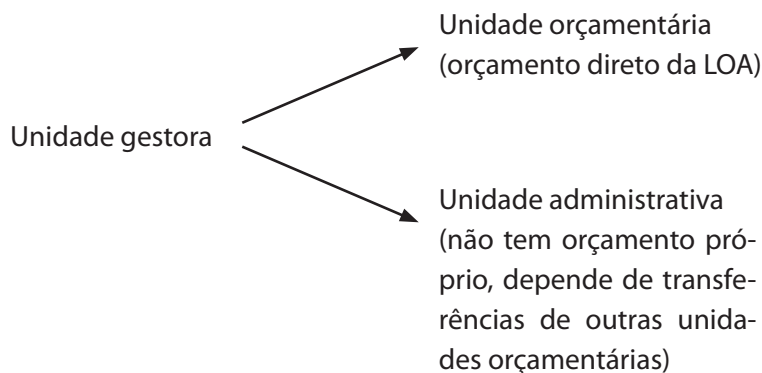 Unidade orçamentária
(orçamento direto da LOA)
Unidade gestora
Unidade administrativa
(não tem orçamento pró-
prio, depende de transfe-
rências de outras unida-
des orçamentárias)